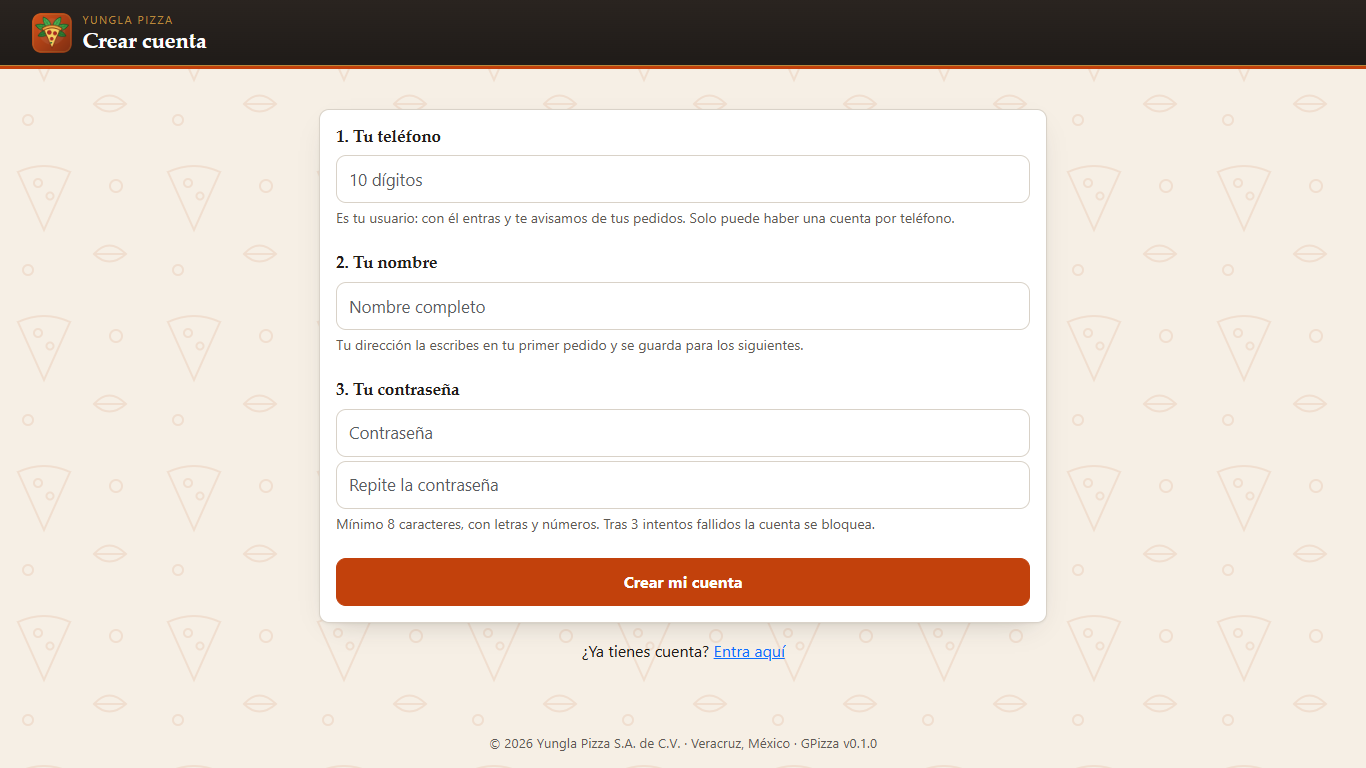 YUNGLA PIZZA
Crear cuenta
1. Tu teléfono
10 dígitos
Es tu usuario: con él entras y te avisamos de tus pedidos. Solo puede haber una cuenta por teléfono.
2. Tu nombre
Nombre completo
Tu dirección la escribes en tu primer pedido y se guarda para los siguientes.
3. Tu contraseña
Contraseña
Repite la contraseña
Mínimo 8 caracteres, con letras y números. Tras 3 intentos fallidos la cuenta se bloquea.
Crear mi cuenta
¿Ya tienes cuenta? Entra aquí
© 2026 Yungla Pizza S.A. de C.V. · Veracruz, México · GPizza v0.1.0